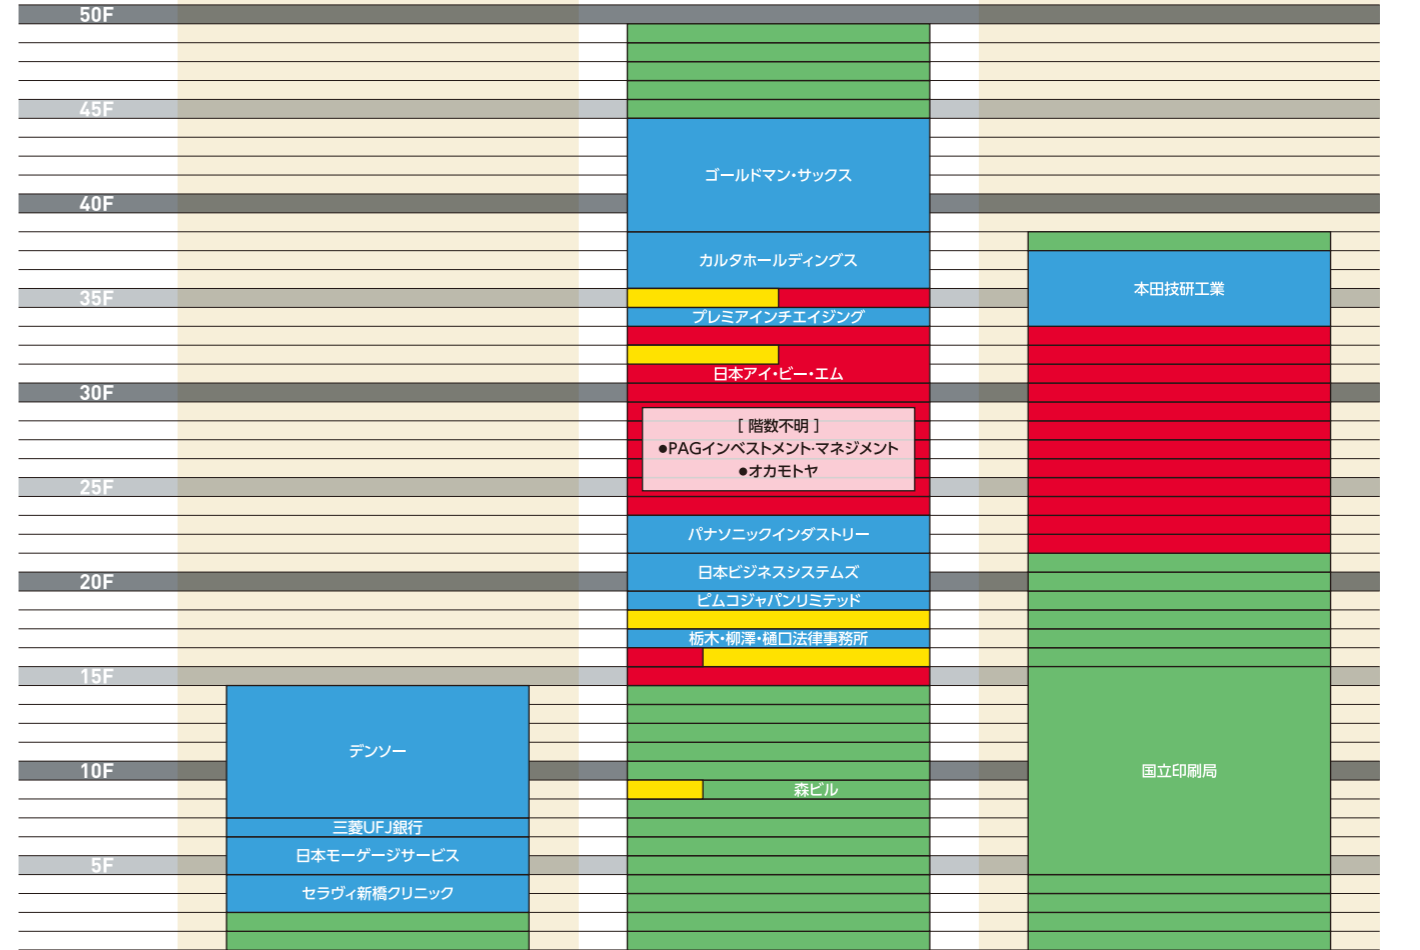 50F
45F
ゴールドマン・サックス
40F
カルタホールディングス
本田技研工業
35F
プレミアインチエイジング
日本アイ・ビー・エム
30F
[ 階数不明 ]
●PAGインベストメント・マネジメント
●オカモトヤ
25F
パナソニックインダストリー
日本ビジネスシステムズ
20F
ピムコジャパンリミテッド
栃木・柳澤・樋口法律事務所
15F
デンソー
10F
国立印刷局
森ビル
三菱UFJ銀行
日本モーゲージサービス
5F
セラヴィ新橋クリニック